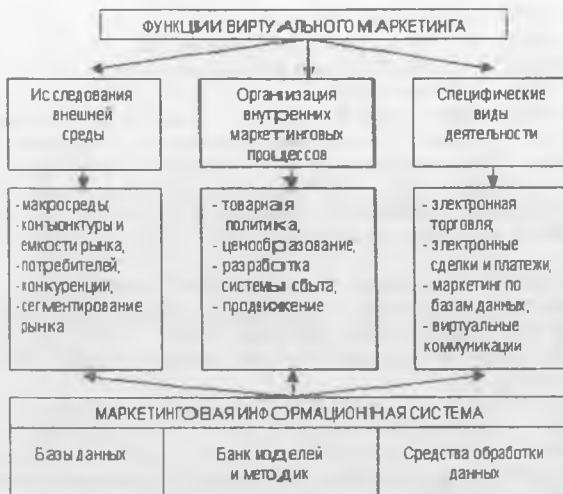 ФУНКЦИИ ВИРТУАЛЬНОГО МАРКЕТИНГА
Исследования
внешней
среды
Организация
внутренних
маркетинговых
процессов
Специфические
виды
деятельности
- макросреды;
- конъюнктуры и
емкости рынка,
- потребителей,
- конкуренции,
- сегментирование
рынка
- товарная
политика,
- ценообразование,
- разработка
системы сбыта,
- продвижение
- электронная
торговля;
- электронные
сделки и платежи;
- маркетинг по
базам данных;
- виртуальные
коммуникации
МАРКЕТИНГОВАЯ ИНФОРМАЦИОННАЯ СИСТЕМА
Базы данных
Банк моделей
и методик
Средства обработки
данных